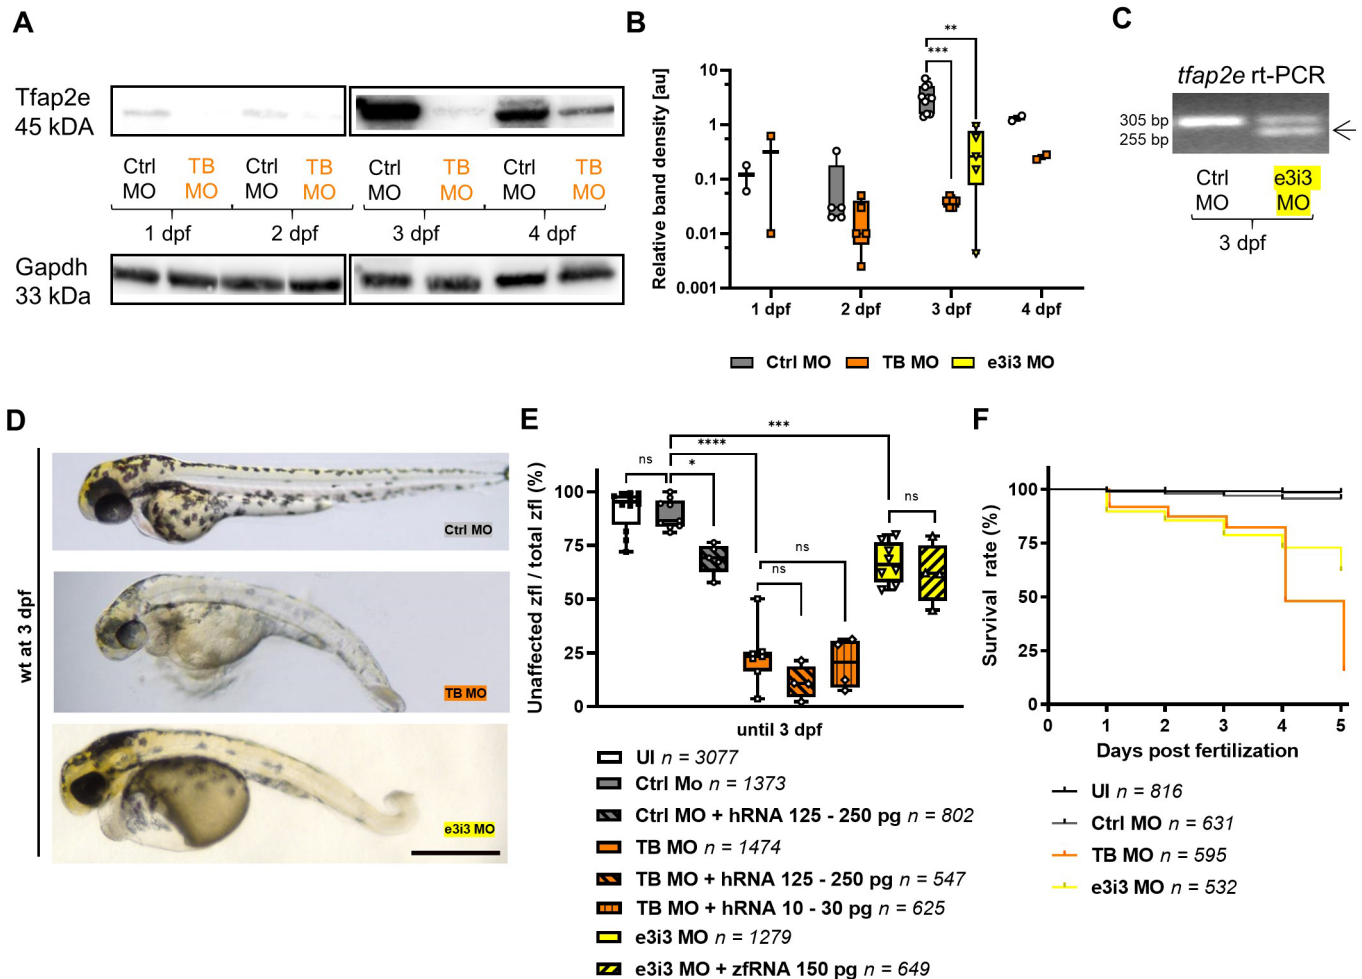 A
Tfap2e
45 kDA
Ctrl MO TB MO Ctrl MO TB MO Ctrl MO TB MO Ctrl MO TB MO
1 dpf 2 dpf 3 dpf 4 dpf
Gapdh
33 kDa
B
Relative band density [au]
10
1
0.1
0.01
0.001
** 
***
1 dpf 2 dpf 3 dpf 4 dpf
Ctrl MO TB MO e3i3 MO
C
tfap2e rt-PCR
305 bp
255 bp
Ctrl MO e3i3 MO
3 dpf
D
wt at 3 dpf
Ctrl MO
TB MO
e3i3 MO
E
Unaffected zfl / total zfl (%)
100
75
50
25
0
***
****
ns * ns ns ns
until 3 dpf
UI n = 3077
Ctrl Mo n = 1373
Ctrl MO + hRNA 125 - 250 pg n = 802
TB MO n = 1474
TB MO + hRNA 125 - 250 pg n = 547
TB MO + hRNA 10 - 30 pg n = 625
e3i3 MO n = 1279
e3i3 MO + zfRNA 150 pg n = 649
F
Survival rate (%)
100
75
50
25
0
0 1 2 3 4 5
Days post fertilization
UI n = 816
Ctrl MO n = 631
TB MO n = 595
e3i3 MO n = 532